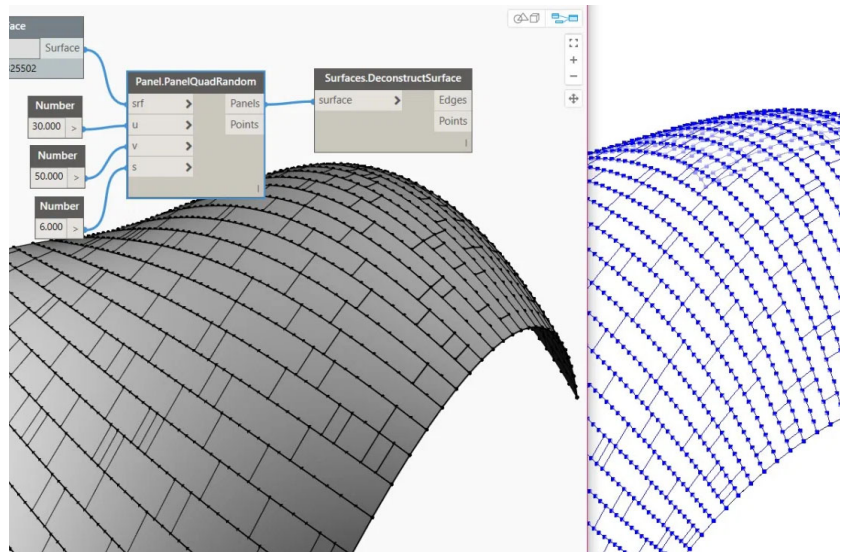 ace
Surface
25502
Panel.PanelQuadRandom
srf > Panels
u > Points
v >
s >
Surfaces.DeconstructSurface
surface > Edges
Points
Number
30.000 >
Number
50.000 >
Number
6.000 >